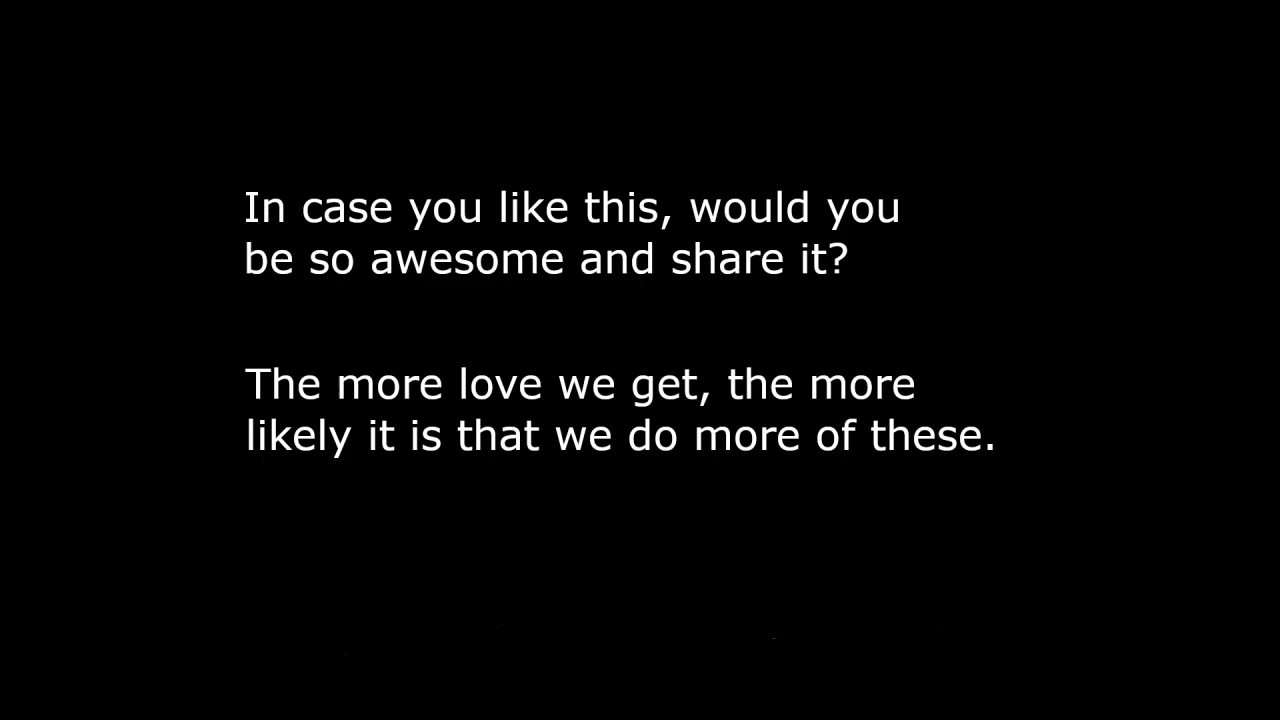 In case you like this, would you
be so awesome and share it?
The more love we get, the more
likely it is that we do more of these.